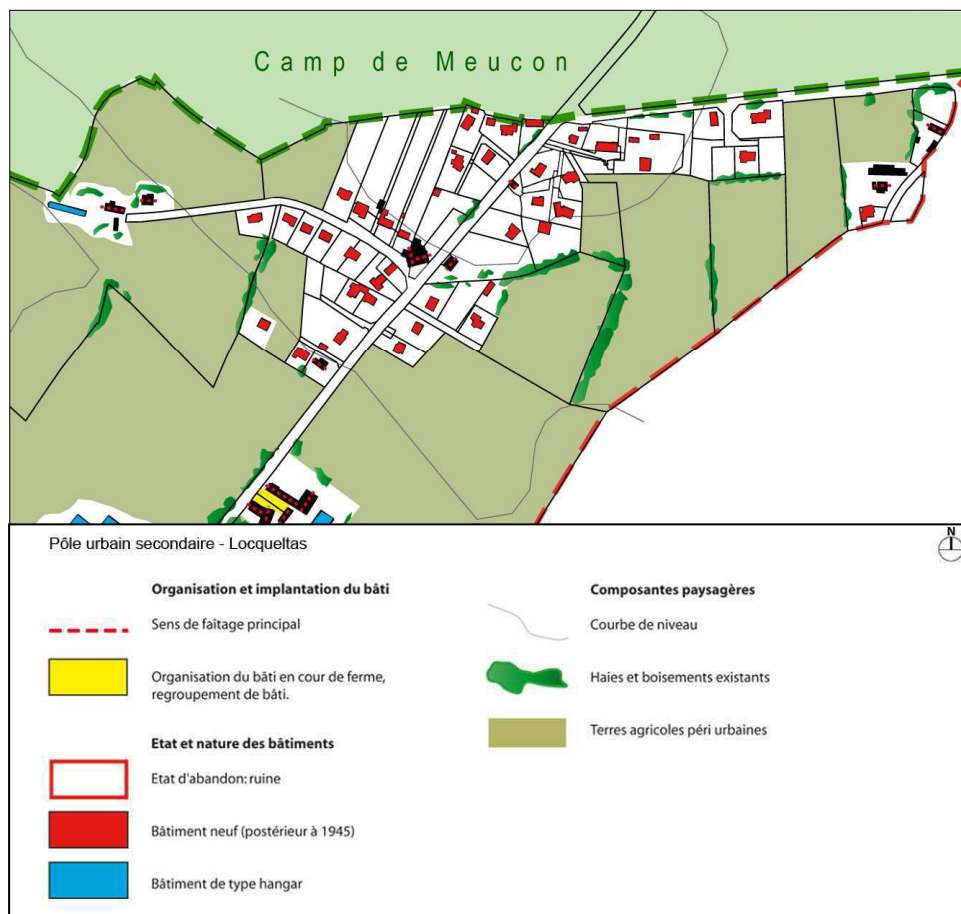 Camp de Meucon
Pôle urbain secondaire - Locqueltas
N
Organisation et implantation du bâti
Sens de faîtage principal
Organisation du bâti en cour de ferme,
regroupement de bâti.
Etat et nature des bâtiments
Etat d'abandon: ruine
Bâtiment neuf (postérieur à 1945)
Bâtiment de type hangar
Composantes paysagères
Courbe de niveau
Haies et boisements existants
Terres agricoles péri urbaines